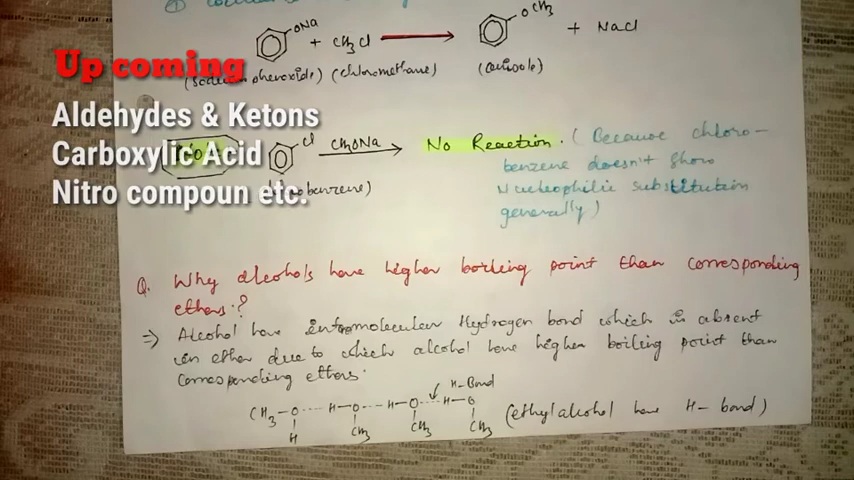 ONa
OCH3
+ CH3Cl
+ NaCl
(sodium phenoxide) (chloromethane)
(anisole)
Up coming
Aldehydes & Ketons
Carboxylic Acid
Nitro compoun etc.
Cl
CH3ONa
No Reaction. (Because chloro-
benzene doesn't show
Nucleophilic substitution
generally)
Q. Why alcohols have higher boiling point than corresponding
ethers.?
⇒ Alcohol have intermolecular Hydrogen bond which is absent
in ether due to which alcohol have higher boiling point than
corresponding ethers.
H-Bond
CH3-O---H-O---H-O---H-O
H CH3 CH3 CH3
(ethylalcohol have H-bond)